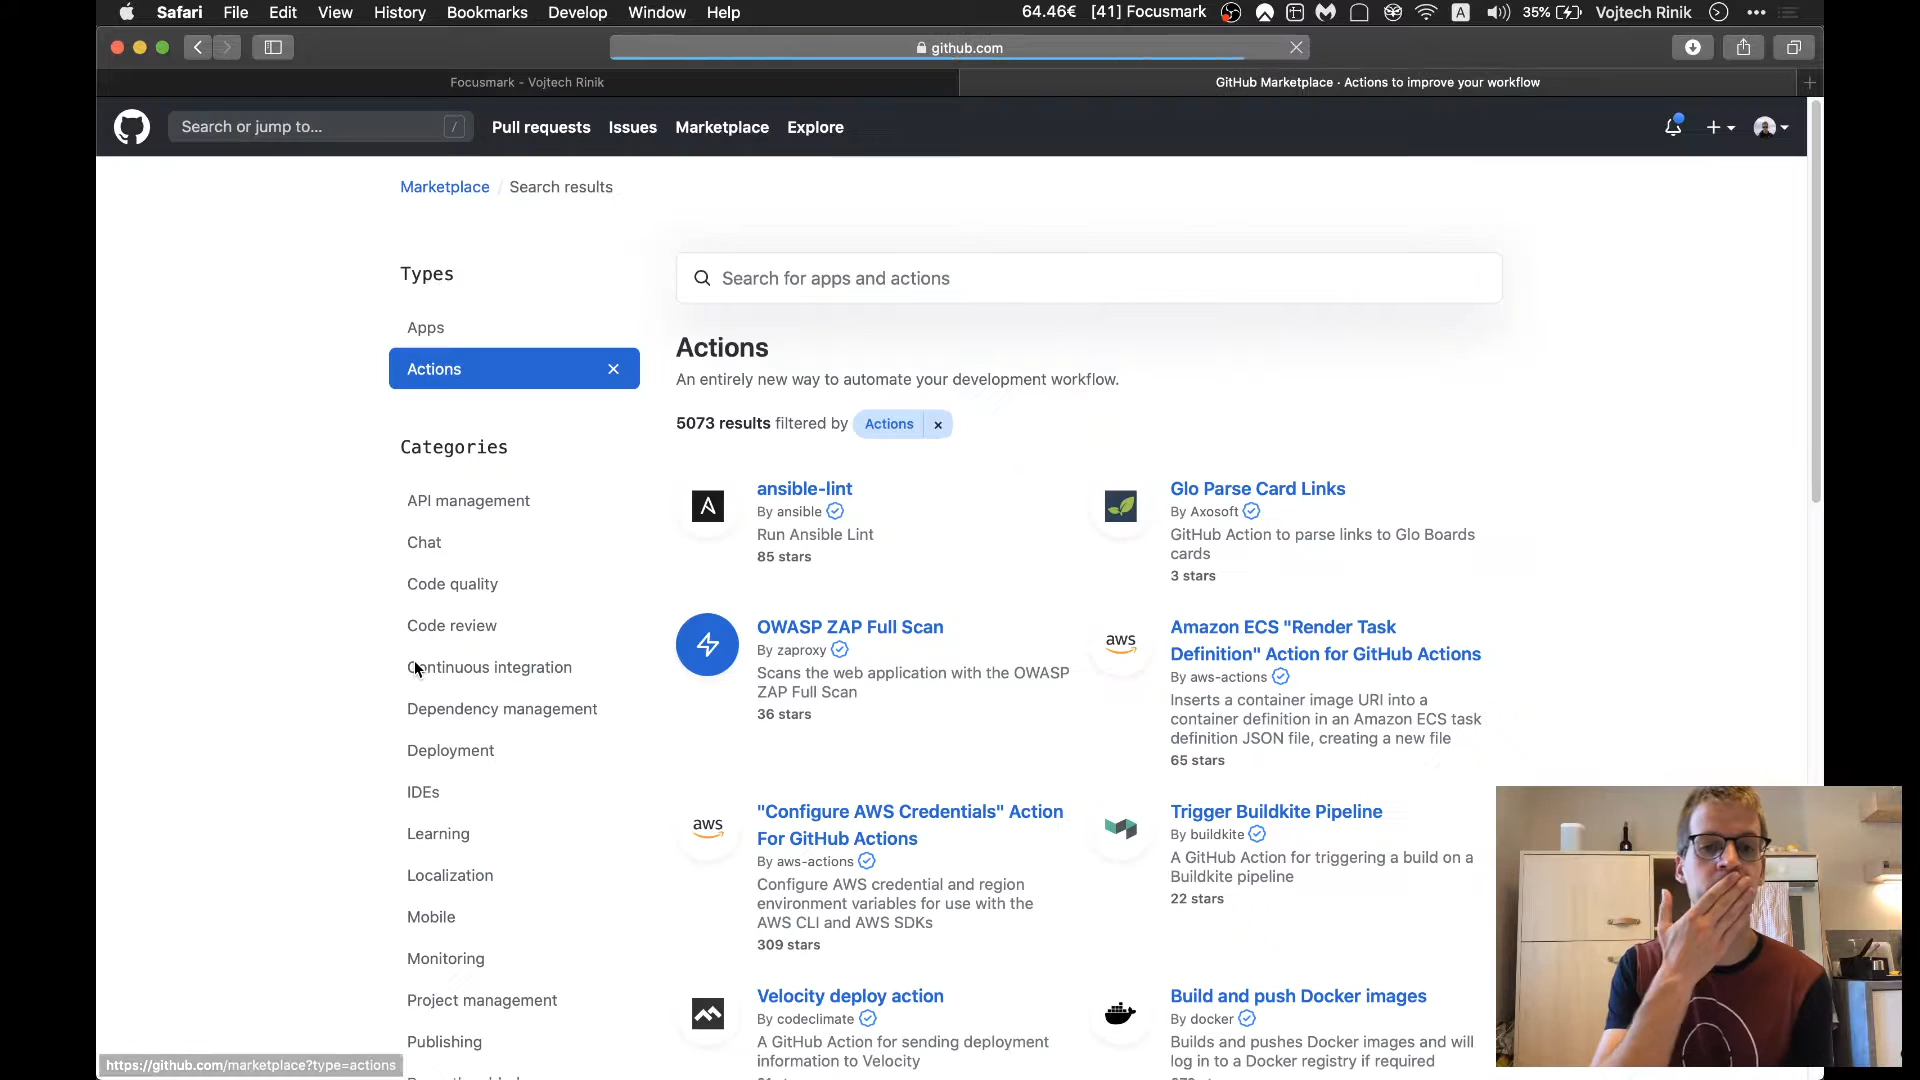 Safari File Edit View History Bookmarks Develop Window Help
64.46€ [41] Focusmark A 35% Vojtech Rinik
github.com
Focusmark - Vojtech Rinik
GitHub Marketplace · Actions to improve your workflow
Search or jump to... /
Pull requests Issues Marketplace Explore
Marketplace / Search results
Types
Apps
Actions
Categories
API management
Chat
Code quality
Code review
Continuous integration
Dependency management
Deployment
IDEs
Learning
Localization
Mobile
Monitoring
Project management
Publishing
https://github.com/marketplace?type=actions
Search for apps and actions
Actions
An entirely new way to automate your development workflow.
5073 results filtered by Actions ×
ansible-lint
By ansible
Run Ansible Lint
85 stars
Glo Parse Card Links
By Axosoft
GitHub Action to parse links to Glo Boards
cards
3 stars
OWASP ZAP Full Scan
By zaproxy
Scans the web application with the OWASP
ZAP Full Scan
36 stars
aws
Amazon ECS "Render Task
Definition" Action for GitHub Actions
By aws-actions
Inserts a container image URI into a
container definition in an Amazon ECS task
definition JSON file, creating a new file
65 stars
aws
"Configure AWS Credentials" Action
For GitHub Actions
By aws-actions
Configure AWS credential and region
environment variables for use with the
AWS CLI and AWS SDKs
309 stars
Trigger Buildkite Pipeline
By buildkite
A GitHub Action for triggering a build on a
Buildkite pipeline
22 stars
Velocity deploy action
By codeclimate
A GitHub Action for sending deployment
information to Velocity
Build and push Docker images
By docker
Builds and pushes Docker images and will
log in to a Docker registry if required